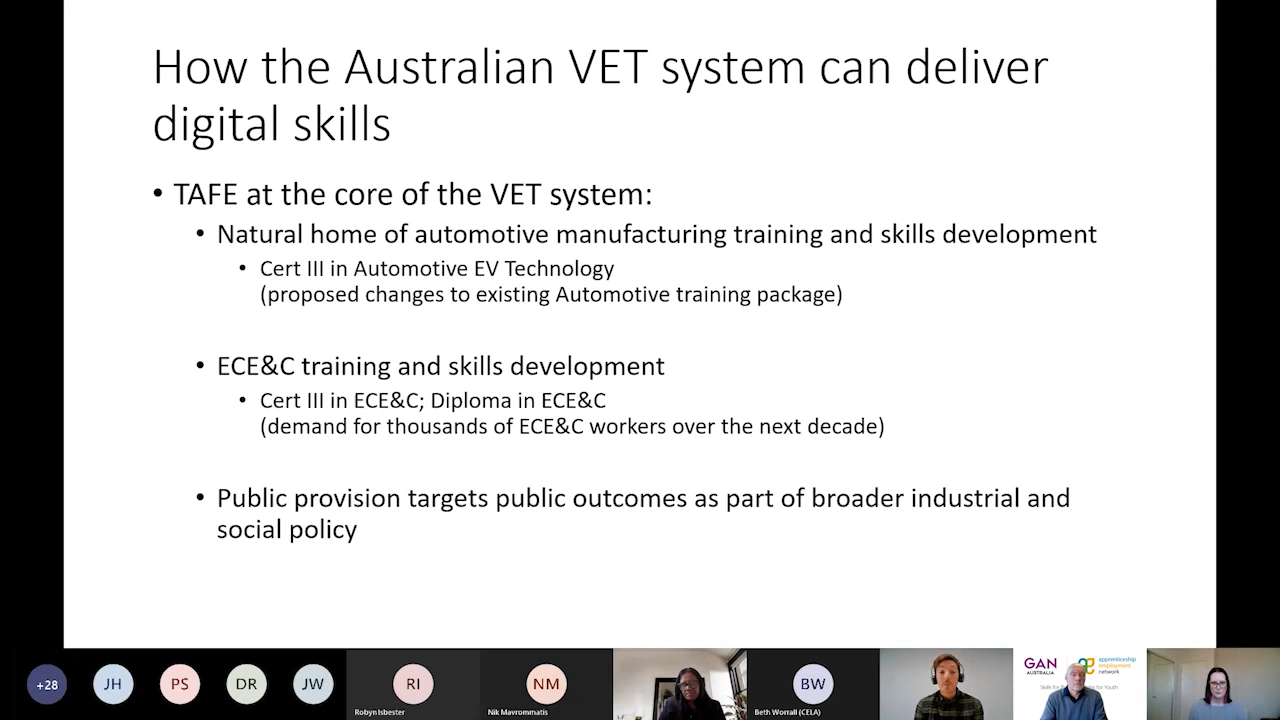 How the Australian VET system can deliver
digital skills
• TAFE at the core of the VET system:
• Natural home of automotive manufacturing training and skills development
• Cert III in Automotive EV Technology
(proposed changes to existing Automotive training package)
• ECE&C training and skills development
• Cert III in ECE&C; Diploma in ECE&C
(demand for thousands of ECE&C workers over the next decade)
• Public provision targets public outcomes as part of broader industrial and
social policy
+28
JH
PS
DR
JW
RI
Robyn Isbester
NM
Nik Mavrommatis
BW
Beth Worrall (CELA)
GAN
AUSTRALIA
apprenticeship
employment
network
Skills for
for Youth